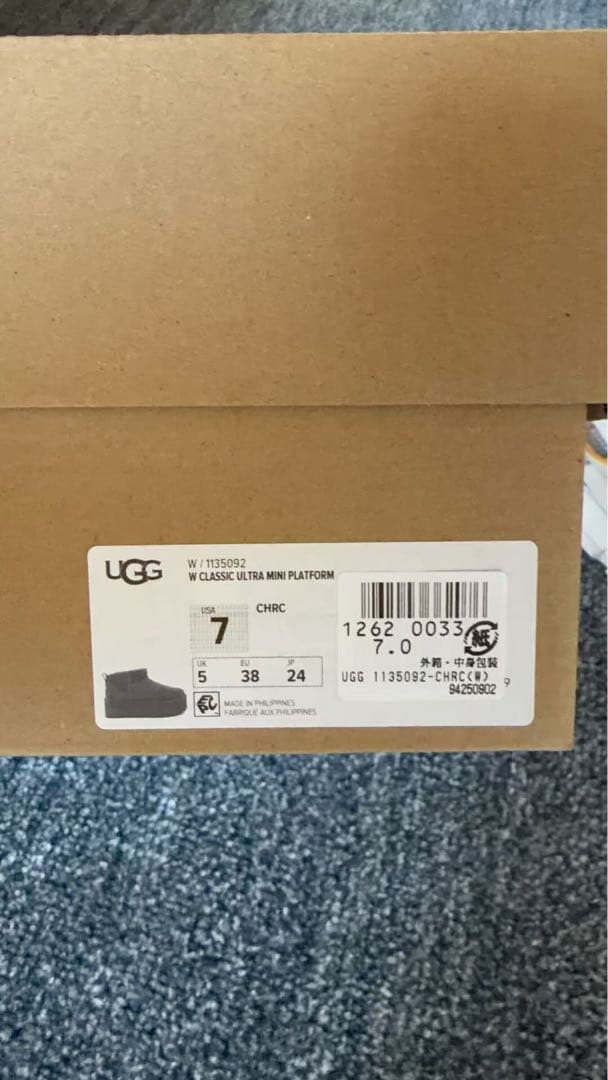 UGG
W / 1135092
W CLASSIC ULTRA MINI PLATFORM
USA
7
CHRC
UK
5
EU
38
JP
24
MADE IN PHILIPPINES
FABRIQUÉ AUX PHILIPPINES
1262 0033
7.0
紙
外箱・中身包装
UGG 1135092-CHRC(W)
94250902
9